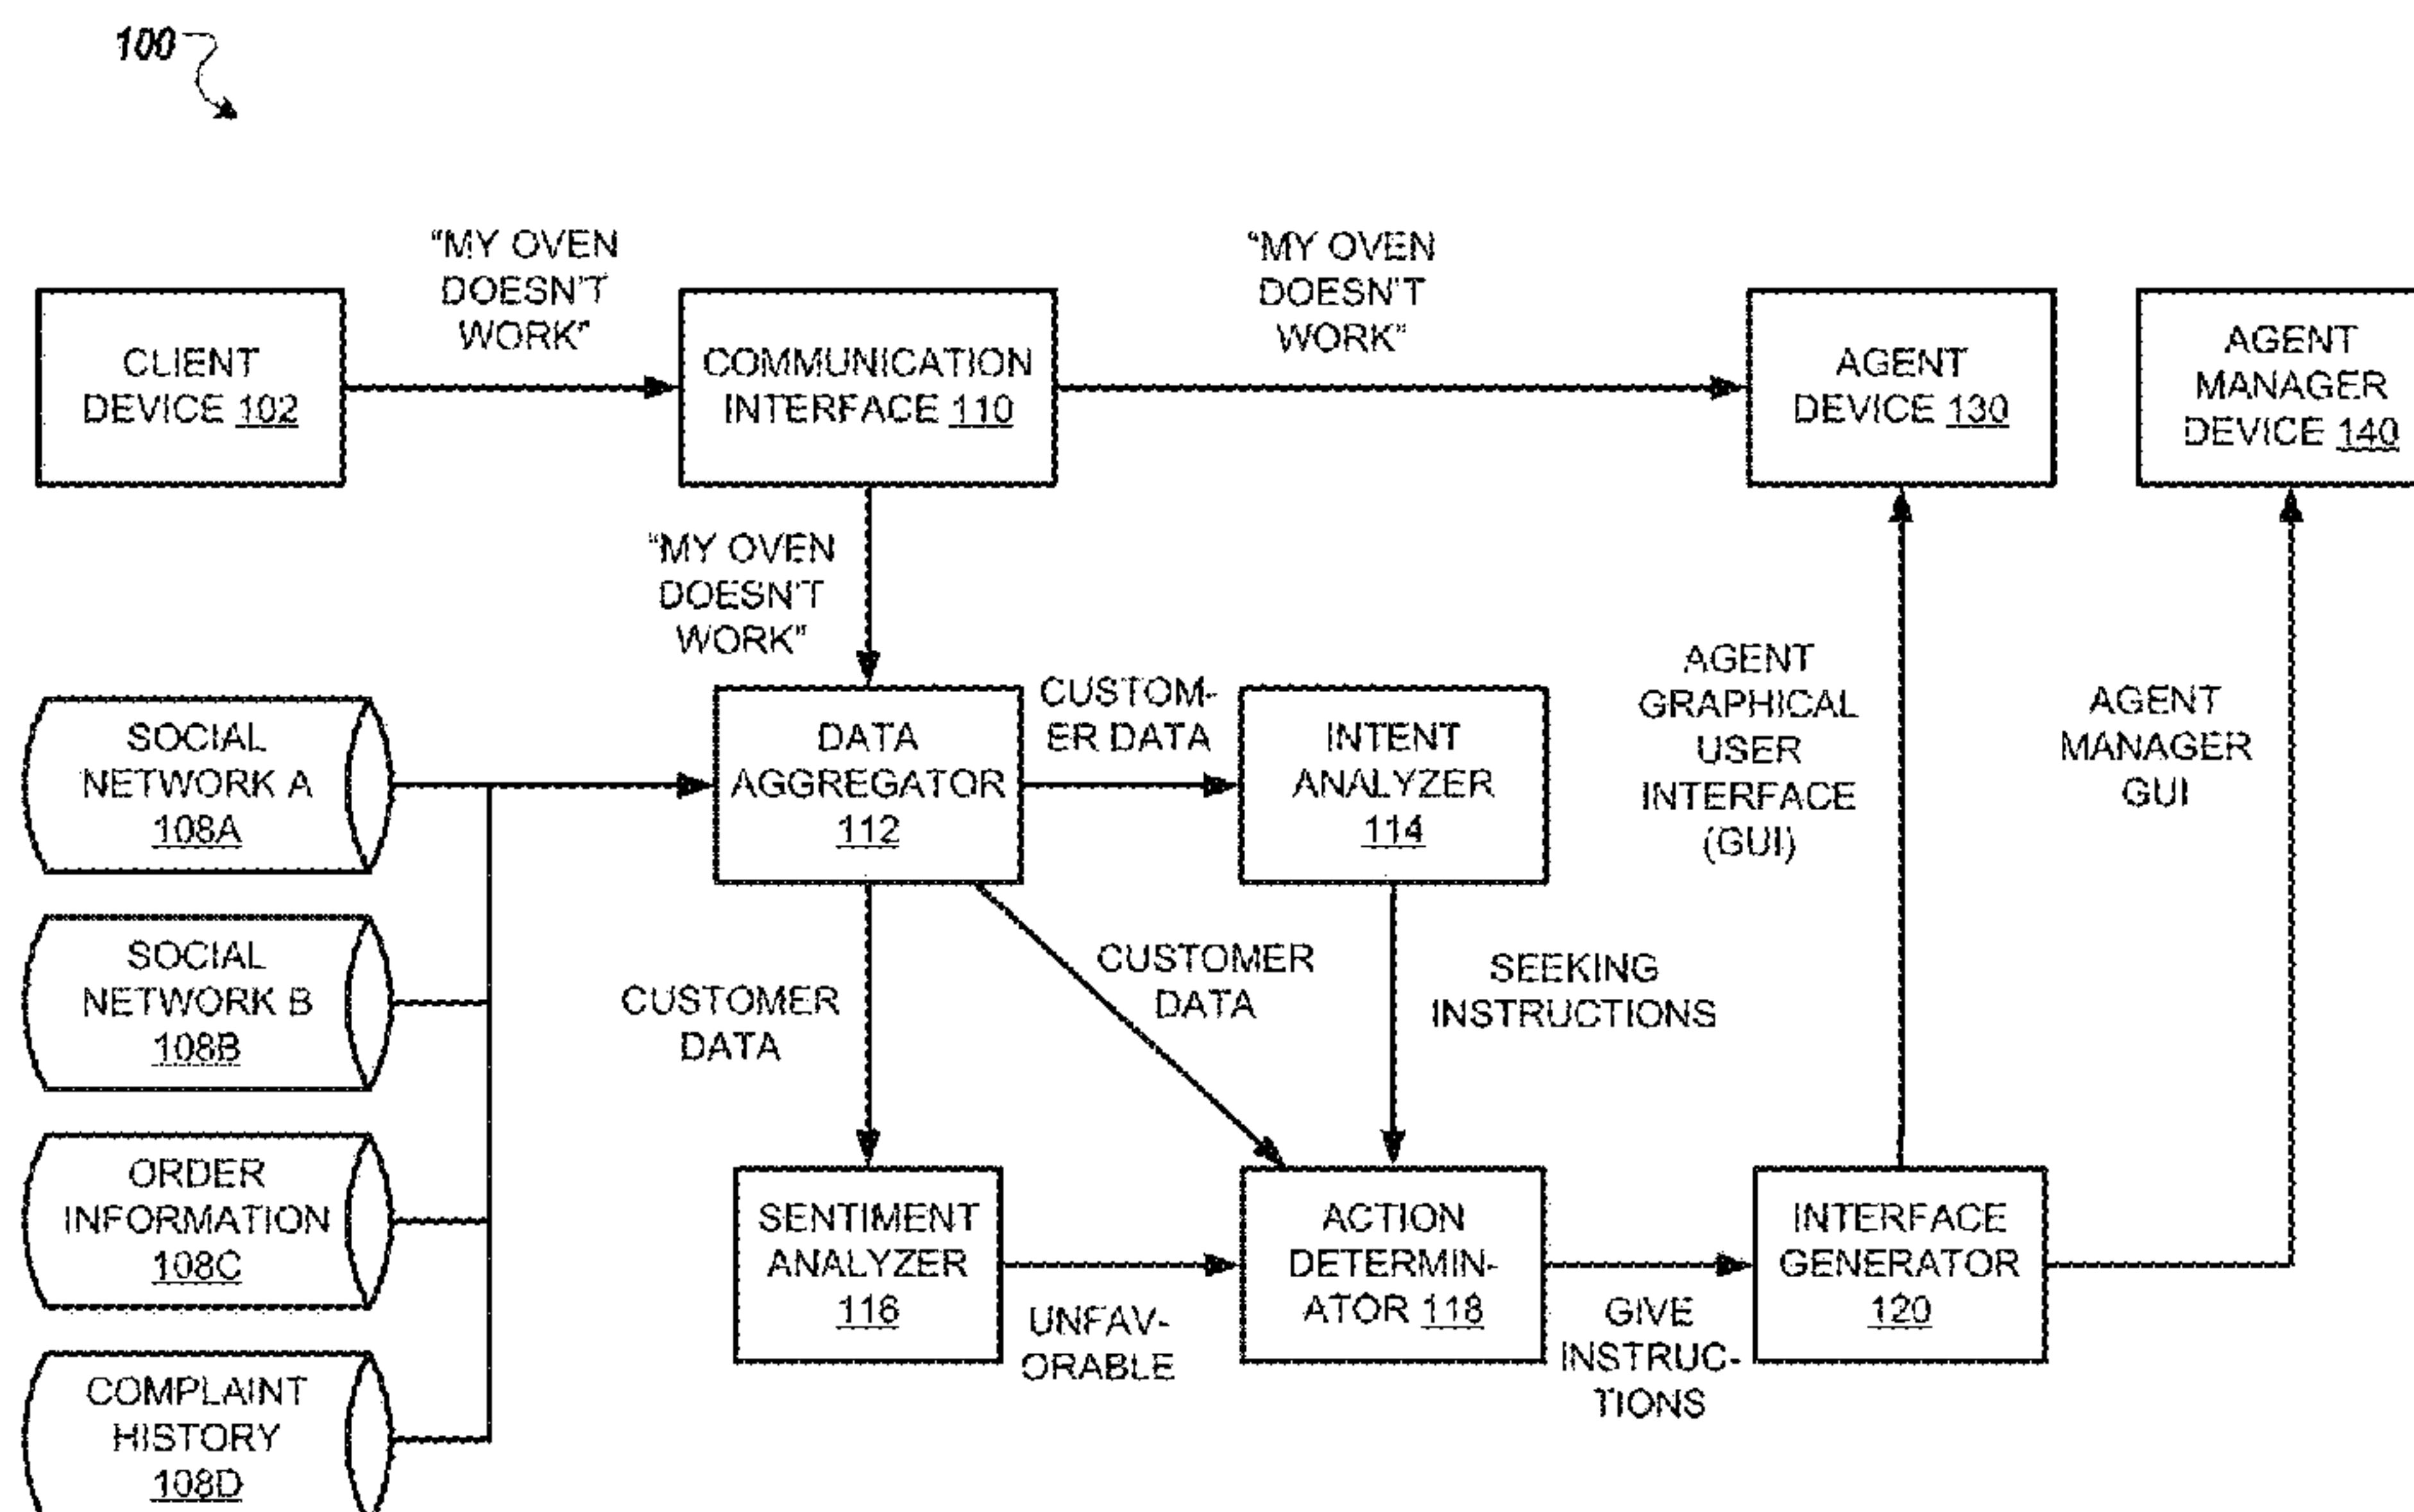 100
"MY OVEN
DOESN'T
WORK"
"MY OVEN
DOESN'T
WORK"
CLIENT
DEVICE 102
COMMUNICATION
INTERFACE 110
AGENT
DEVICE 130
AGENT
MANAGER
DEVICE 140
"MY OVEN
DOESN'T
WORK"
SOCIAL
NETWORK A
108A
DATA
AGGREGATOR
112
CUSTOM-
ER DATA
INTENT
ANALYZER
114
AGENT
GRAPHICAL
USER
INTERFACE
(GUI)
AGENT
MANAGER
GUI
SOCIAL
NETWORK B
108B
CUSTOMER
DATA
CUSTOMER
DATA
SEEKING
INSTRUCTIONS
ORDER
INFORMATION
108C
SENTIMENT
ANALYZER
116
UNFAV-
ORABLE
ACTION
DETERMIN-
ATOR 118
GIVE
INSTRUC-
TIONS
INTERFACE
GENERATOR
120
COMPLAINT
HISTORY
108D